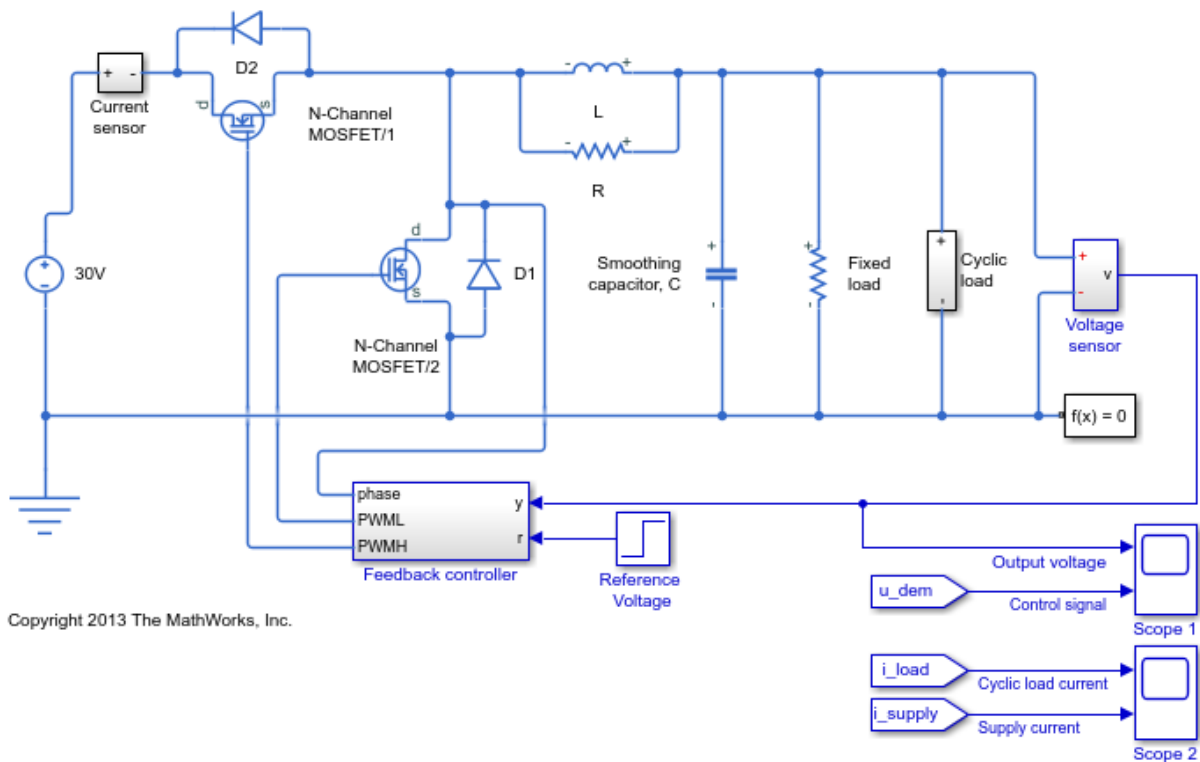 D2
+ -
Current
sensor
d
s
N-Channel
MOSFET/1
- +
L
- +
R
+
-
30V
d
s
D1
N-Channel
MOSFET/2
+
Smoothing
capacitor, C
-
+
Fixed
load
-
+
Cyclic
load
-
+
-
v
Voltage
sensor
f(x) = 0
phase
PWML
PWMH
y
r
Feedback controller
Reference
Voltage
Output voltage
u_dem
Control signal
Scope 1
Copyright 2013 The MathWorks, Inc.
i_load
Cyclic load current
i_supply
Supply current
Scope 2